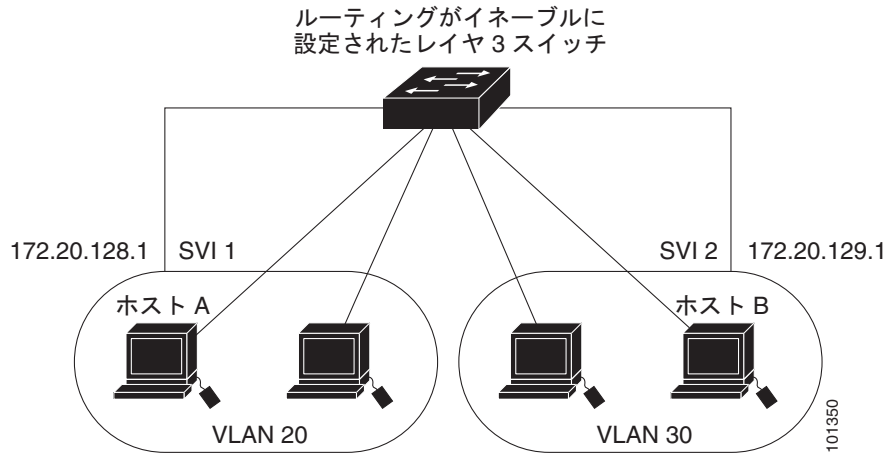 ルーティングがイネーブルに
設定されたレイヤ 3 スイッチ
172.20.128.1 SVI 1
SVI 2 172.20.129.1
ホスト A
ホスト B
VLAN 20
VLAN 30
101350